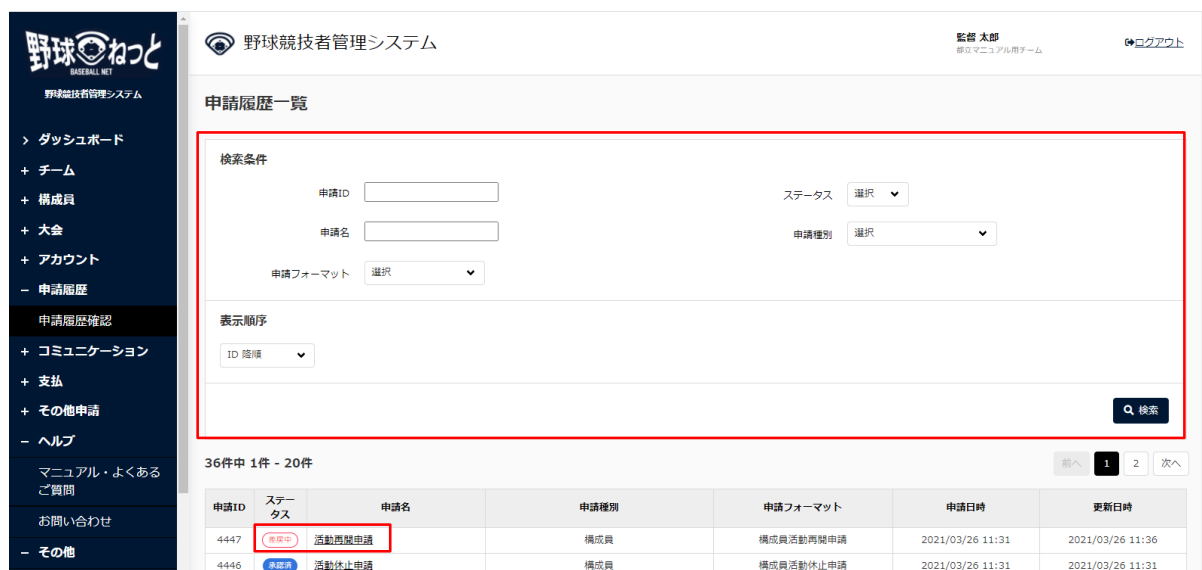 野球ねっと
BASEBALL NET
野球競技者管理システム
ダッシュボード
チーム
構成員
大会
アカウント
申請履歴
申請履歴確認
コミュニケーション
支払
その他申請
ヘルプ
マニュアル・よくある
ご質問
お問い合わせ
その他
野球競技者管理システム
監督 太郎
都立マニュアル用チーム
ログアウト
申請履歴一覧
検索条件
申請ID
ステータス 選択
申請名
申請種別 選択
申請フォーマット 選択
表示順序
ID 降順
検索
36件中 1件 - 20件
前へ 1 2 次へ
申請ID ステー
タス 申請名 申請種別 申請フォーマット 申請日時 更新日時
4447 差戻中 活動再開申請 構成員 構成員活動再開申請 2021/03/26 11:31 2021/03/26 11:36
4446 承認済 活動休止申請 構成員 構成員活動休止申請 2021/03/26 11:31 2021/03/26 11:31